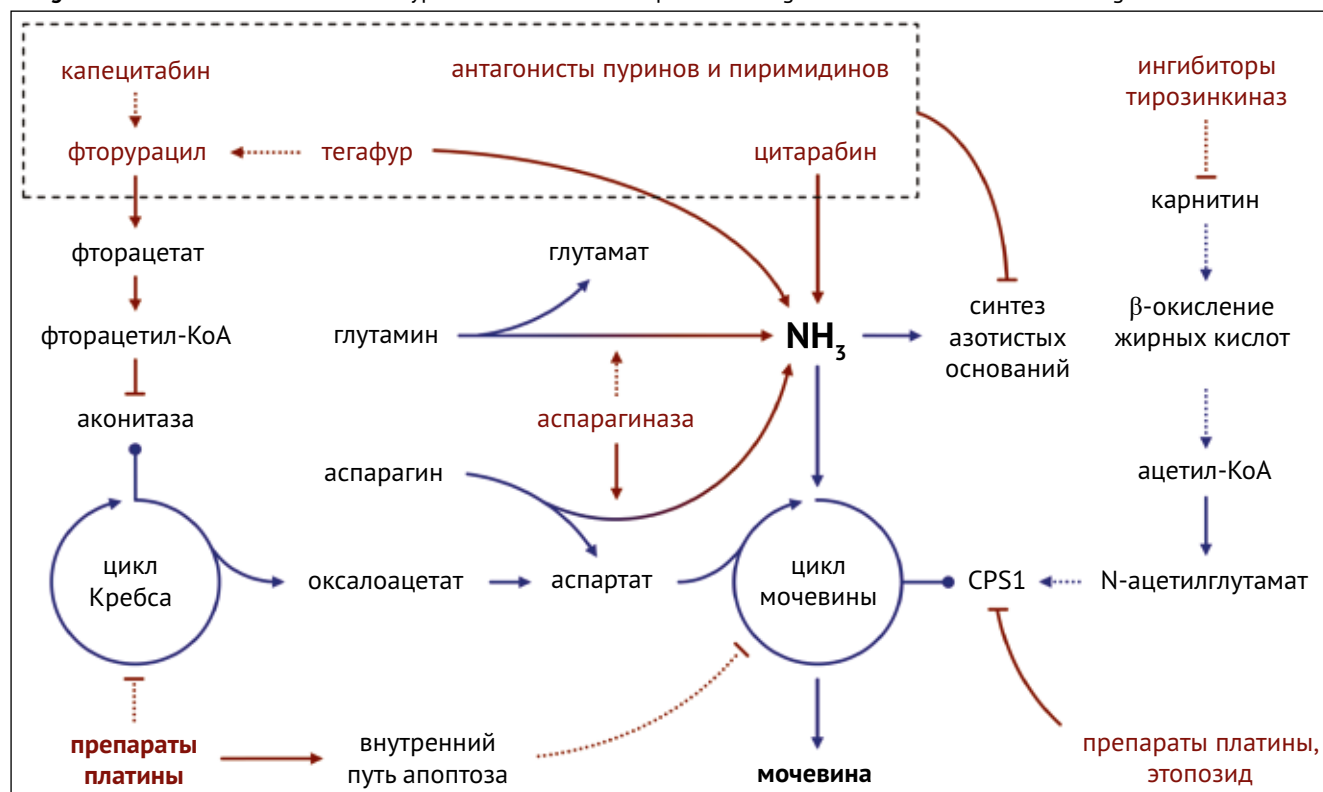 капецитабин
антагонисты пуринов и пиримидинов
ингибиторы
тирозинкиназ
фторурацил
тегафур
цитарабин
карнитин
фторацетат
глутамат
синтез
азотистых
оснований
β-окисление
жирных кислот
фторацетил-КоА
глутамин
NH3
аконитаза
аспарагиназа
аспарагин
ацетил-КоА
цикл
Кребса
оксалоацетат
аспартат
цикл
мочевины
CPS1
N-ацетилглутамат
препараты
платины
внутренний
путь апоптоза
мочевина
препараты платины,
этопозид